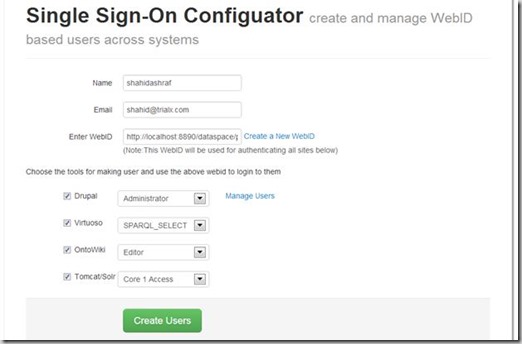 Single Sign-On Configuator create and manage WebID
based users across systems
Name shahidashraf
Email shahid@trialx.com
Enter WebID http://localhost:8890/dataspace/p Create a New WebID
(Note:This WebID will be used for authenticating all sites below)
Choose the tools for making user and use the above webid to login to them
Drupal Administrator Manage Users
Virtuoso SPARQL_SELECT
OntoWiki Editor
Tomcat/Solr Core 1 Access
Create Users